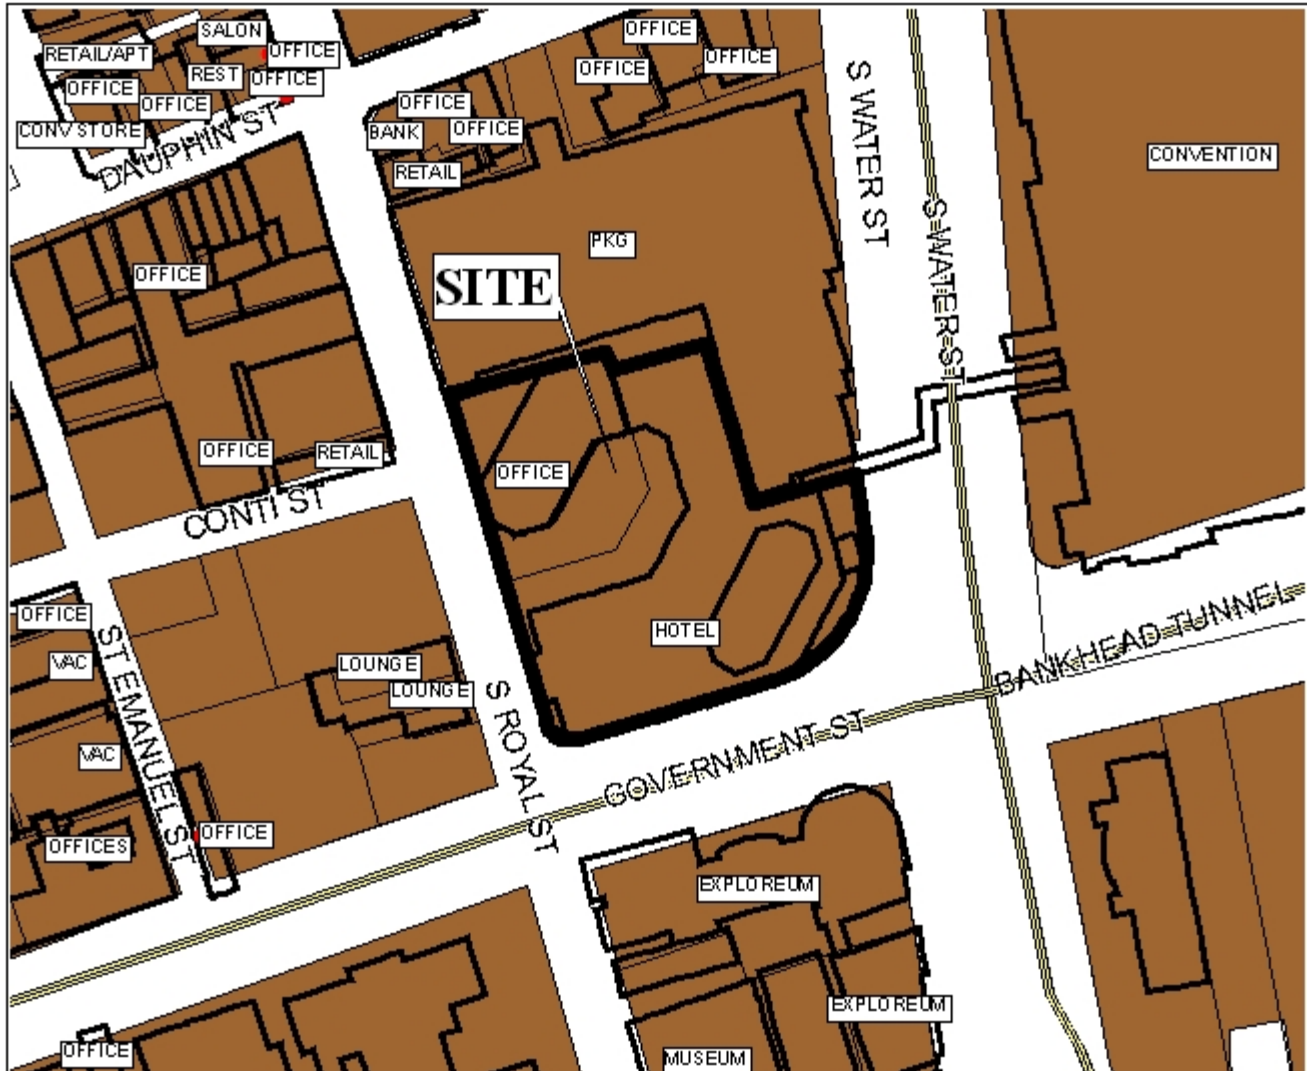 SALON
OFFICE
OFFICE
RETAIL/APT
OFFICE
REST
OFFICE
OFFICE
OFFICE
OFFICE
OFFICE
CONV STORE
DAUPHIN ST
BANK
OFFICE
RETAIL
S WATER ST
CONVENTION
S WATER ST
PKG
OFFICE
SITE
OFFICE
RETAIL
OFFICE
CONTI ST
OFFICE
HOTEL
BANKHEAD TUNNEL
ST EMANUEL ST
VAC
LOUNGE
LOUNGE
S ROYAL ST
VAC
GOVERNMENT ST
OFFICE
OFFICES
EXPLOREUM
EXPLOREUM
OFFICE
MUSEUM